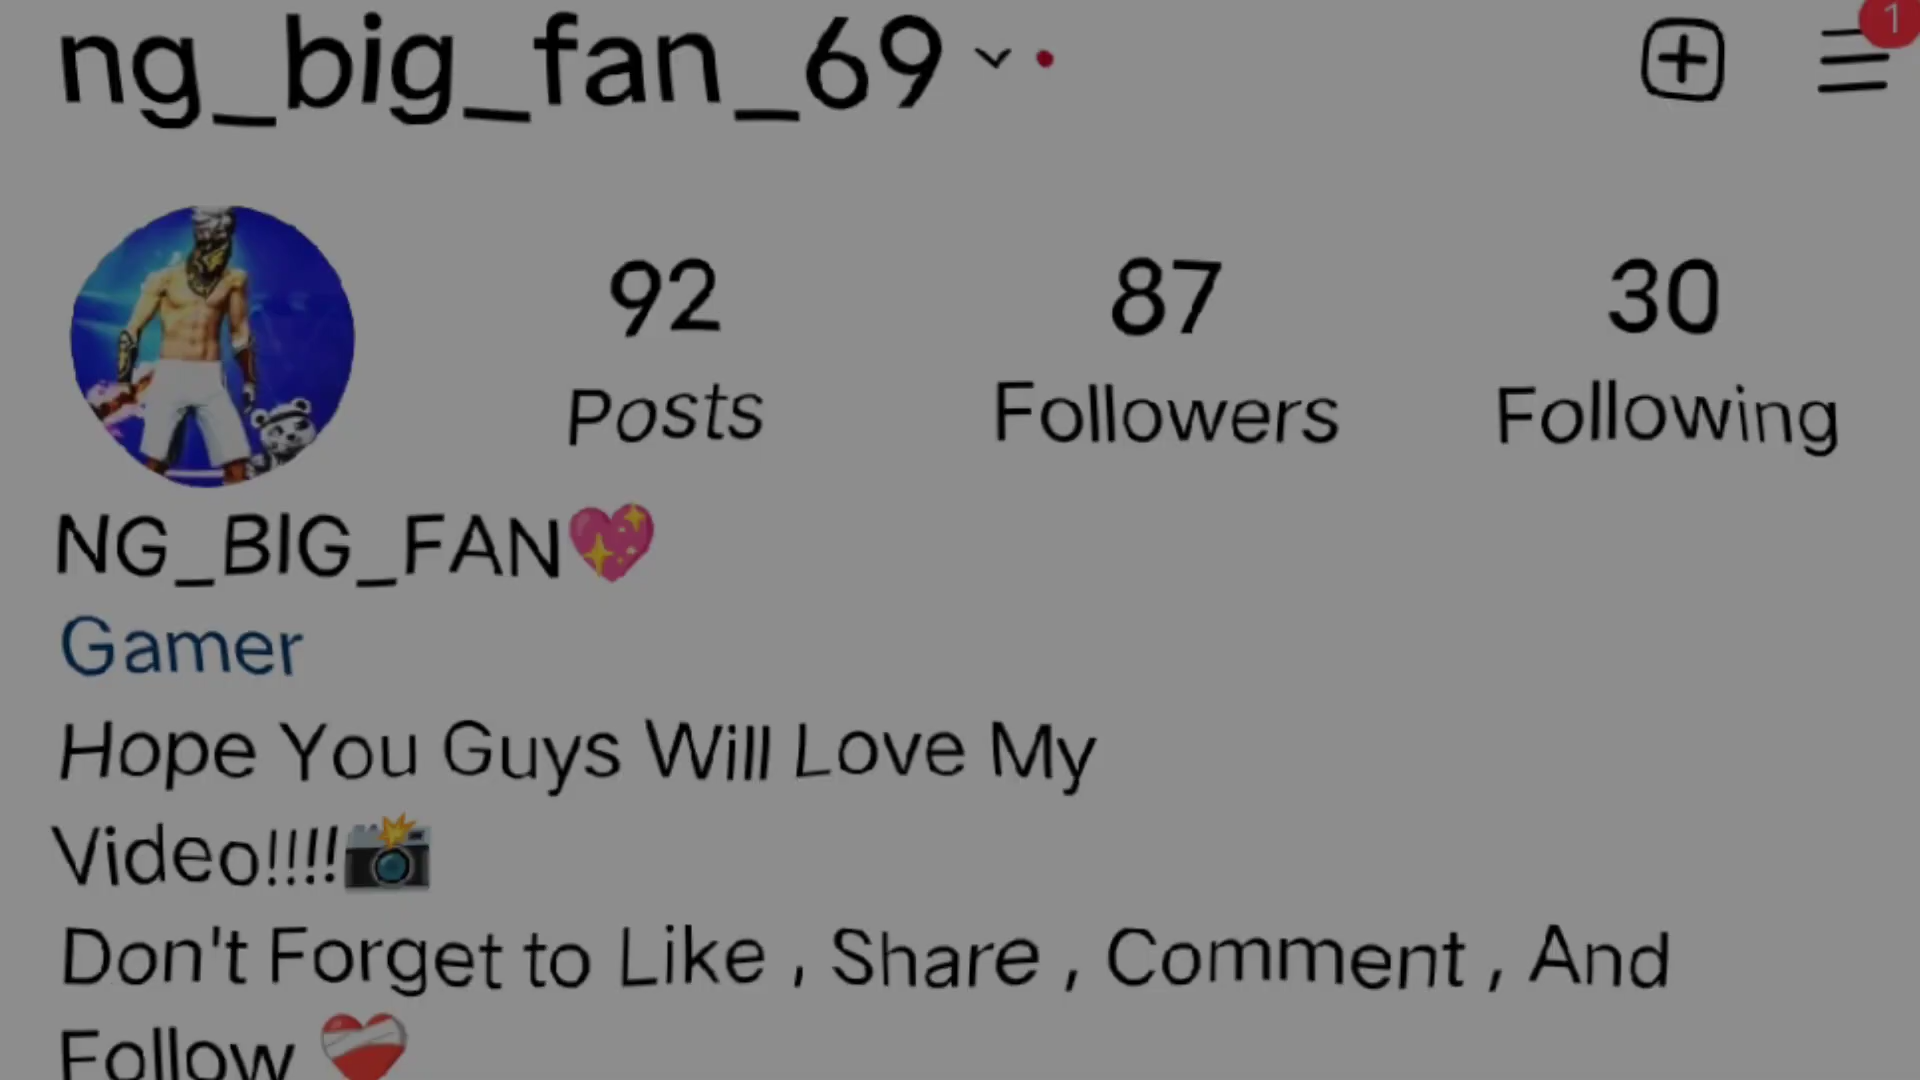 ng_big_fan_69
1
92 87 30
Posts Followers Following
NG_BIG_FAN💖
Gamer
Hope You Guys Will Love My
Video!!!!📸
Don't Forget to Like , Share , Comment , And
Follow ❤️‍🩹